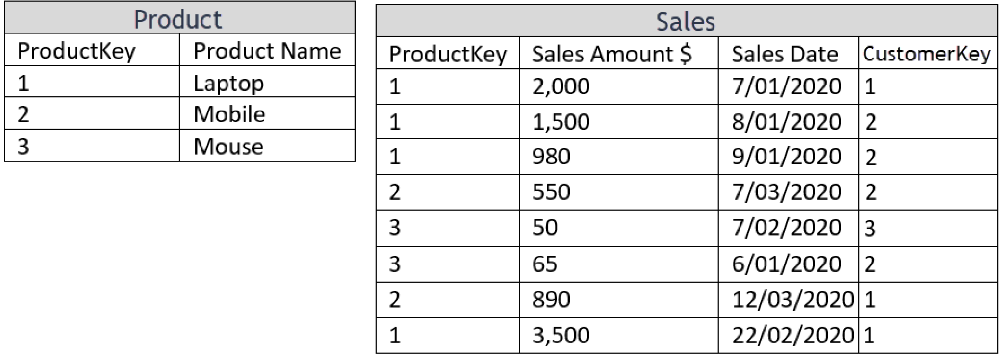 Product
ProductKey Product Name
1 Laptop
2 Mobile
3 Mouse
Sales
ProductKey Sales Amount $ Sales Date CustomerKey
1 2,000 7/01/2020 1
1 1,500 8/01/2020 2
1 980 9/01/2020 2
2 550 7/03/2020 2
3 50 7/02/2020 3
3 65 6/01/2020 2
2 890 12/03/2020 1
1 3,500 22/02/2020 1